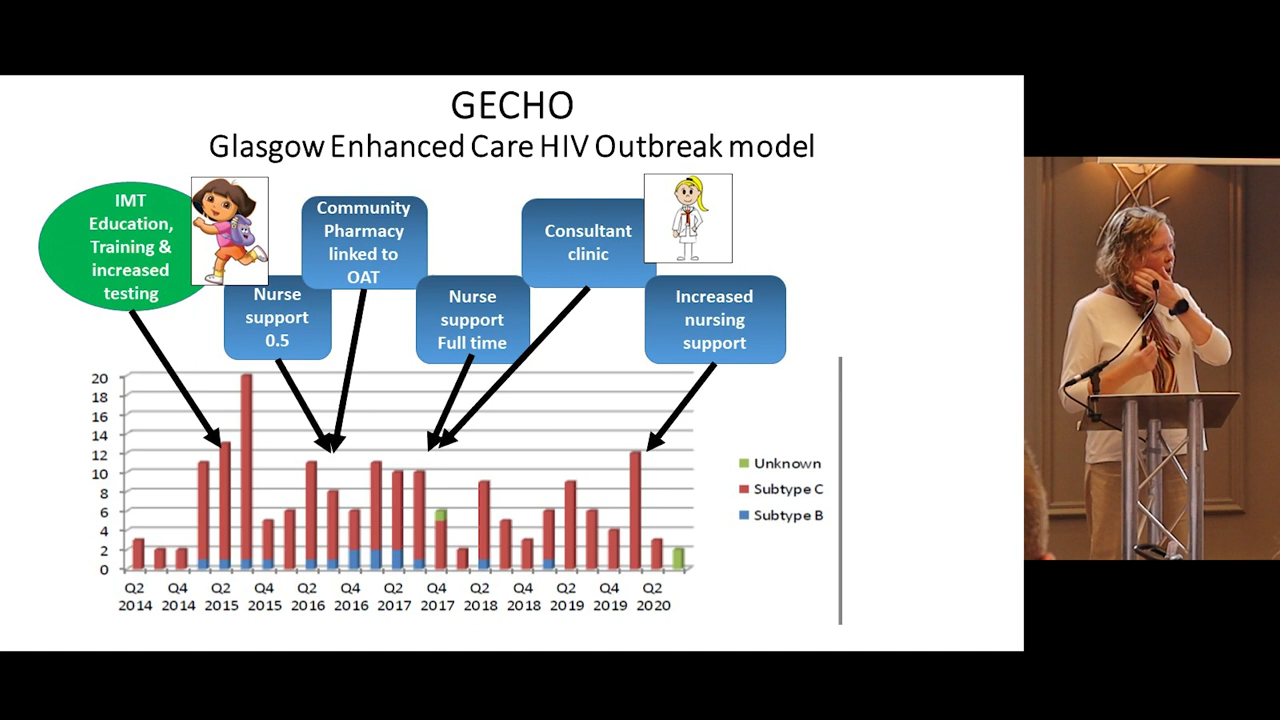 GECHO
Glasgow Enhanced Care HIV Outbreak model
IMT
Education,
Training &
increased
testing
Nurse
support
0.5
Community
Pharmacy
linked to
OAT
Nurse
support
Full time
Consultant
clinic
Increased
nursing
support
20
18
16
14
12
10
8
6
4
2
0
Q2 Q4 Q2 Q4 Q2 Q4 Q2 Q4 Q2 Q4 Q2 Q4 Q2
2014 2014 2015 2015 2016 2016 2017 2017 2018 2018 2019 2019 2020
Unknown
Subtype C
Subtype B